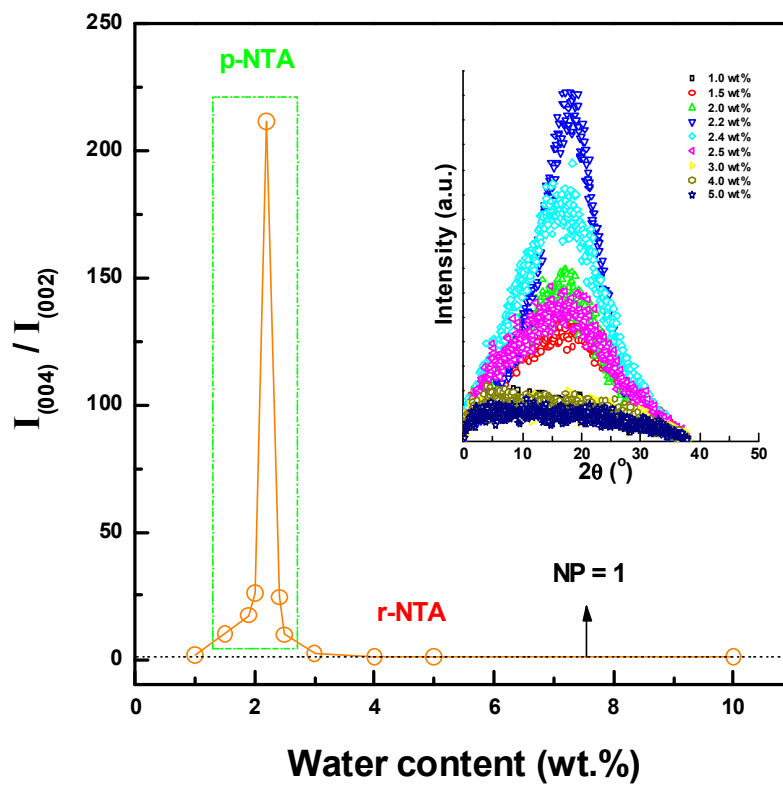 250
200
150
100
50
0
I(004) / I(002)
p-NTA
r-NTA
NP = 1
0
2
4
6
8
10
Water content (wt.%)
Intensity (a.u.)
1.0 wt%
1.5 wt%
2.0 wt%
2.2 wt%
2.4 wt%
2.5 wt%
3.0 wt%
4.0 wt%
5.0 wt%
0
10
20
30
40
50
2θ (°)